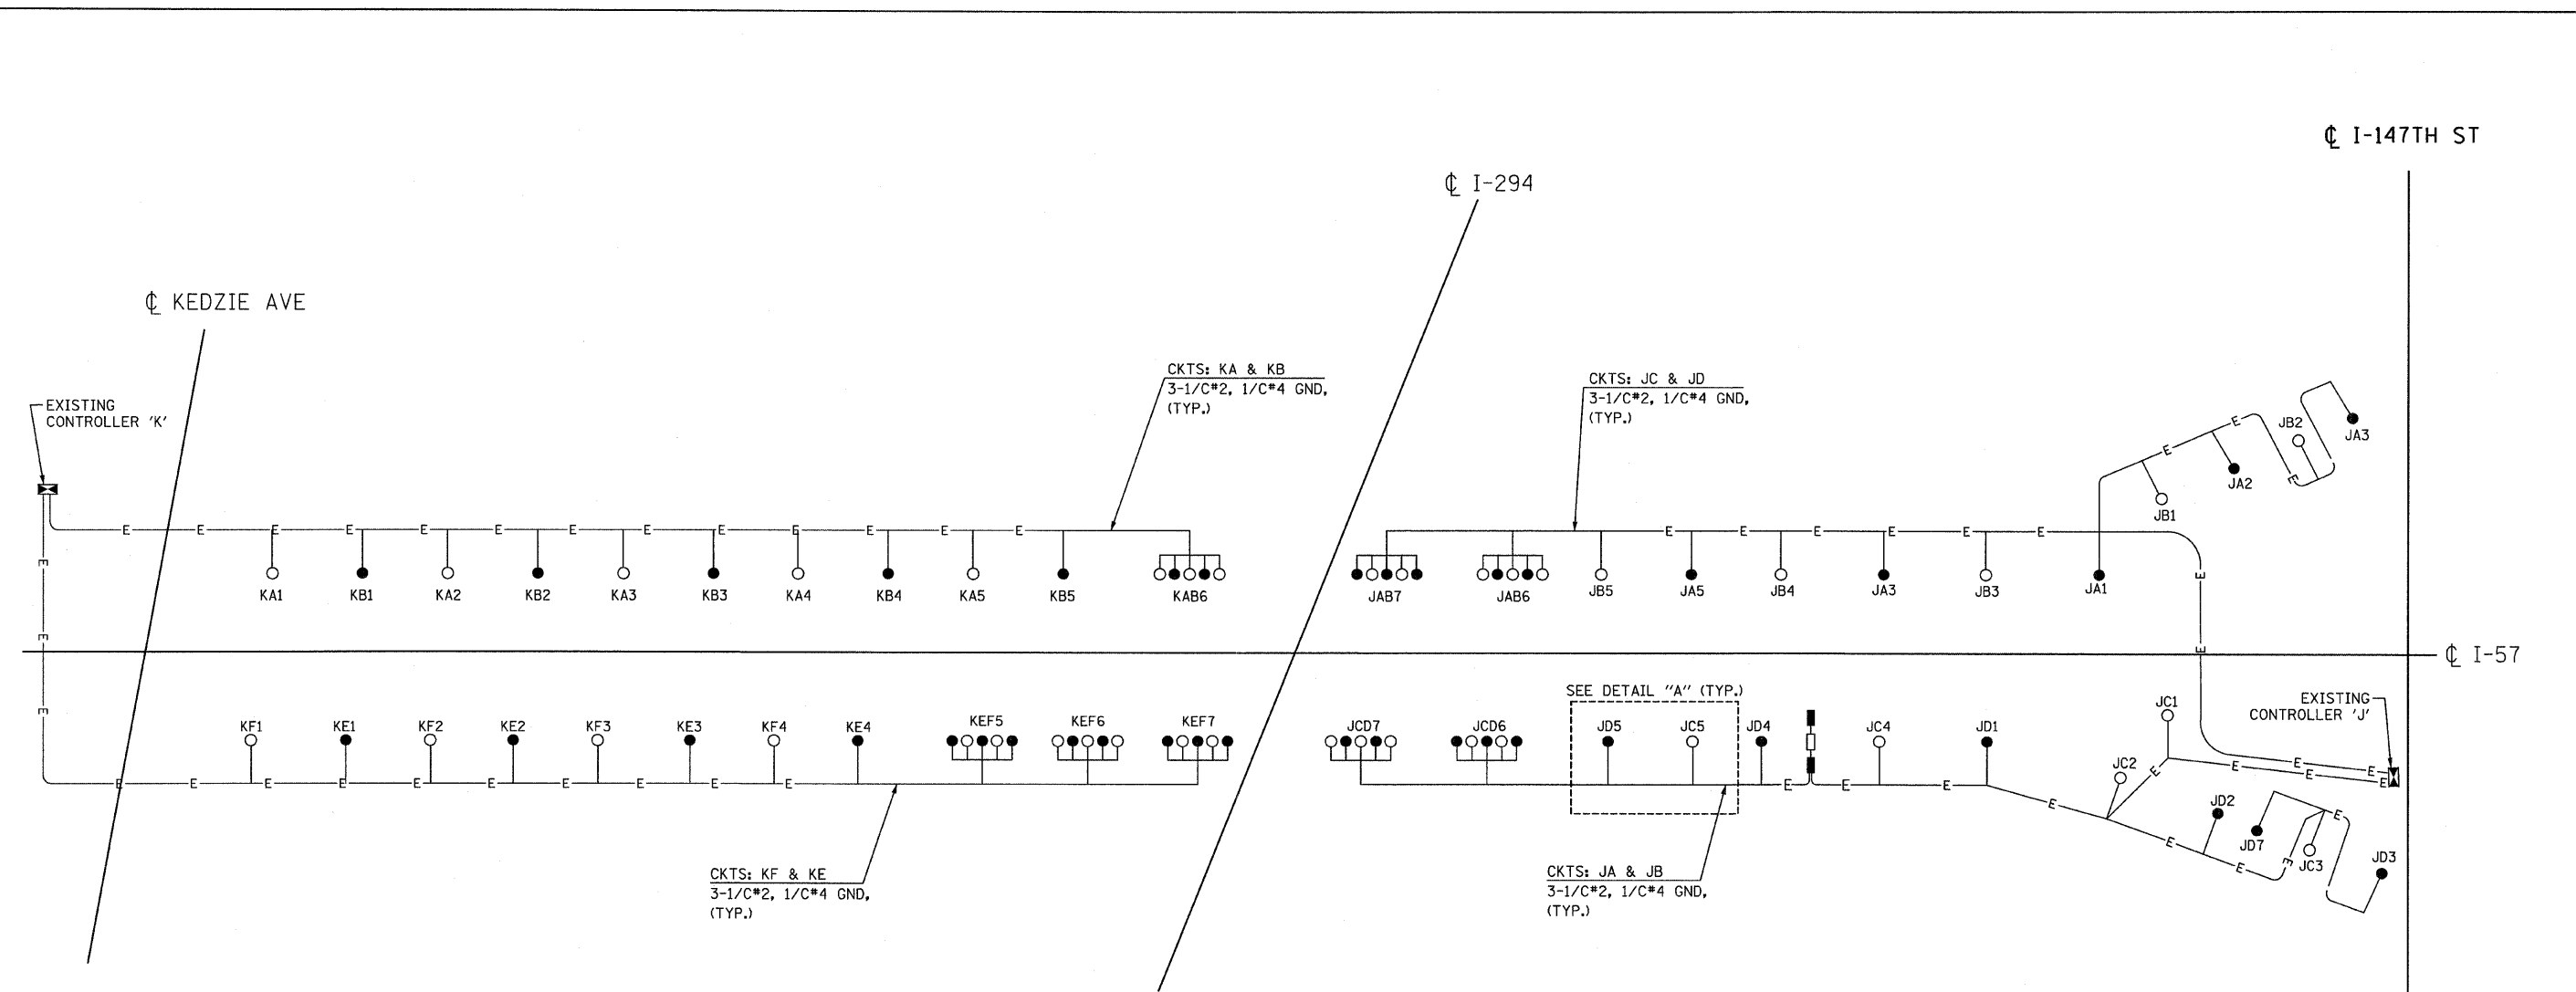 ℄ I-147TH ST
℄ I-294
℄ KEDZIE AVE
CKTS: KA & KB
3-1/C#2, 1/C#4 GND,
(TYP.)
CKTS: JC & JD
3-1/C#2, 1/C#4 GND,
(TYP.)
EXISTING
CONTROLLER 'K'
JB2
JA3
JA2
JB1
E E E E E E E E E E E E E
E E E E E E
KA1 KB1 KA2 KB2 KA3 KB3 KA4 KB4 KA5 KB5 KAB6
JAB7 JAB6 JB5 JA5 JB4 JA3 JB3 JA1
℄ I-57
SEE DETAIL "A" (TYP.)
EXISTING
CONTROLLER 'J'
KF1 KE1 KF2 KE2 KF3 KE3 KF4 KE4 KEF5 KEF6 KEF7
JCD7 JCD6 JD5 JC5 JD4 JC4 JD1
JC1
JC2
JD2
JD7
JC3
JD3
E E E E E E E E E E
E E E E E E
CKTS: KF & KE
3-1/C#2, 1/C#4 GND,
(TYP.)
CKTS: JA & JB
3-1/C#2, 1/C#4 GND,
(TYP.)